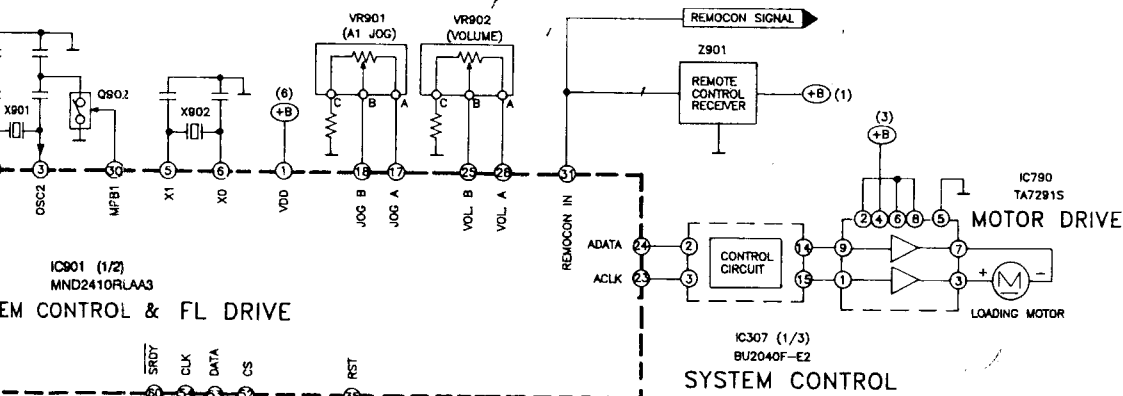 VR901
(A1 JOG)
VR902
(VOLUME)
REMOCON SIGNAL
Z901
REMOTE
CONTROL
RECEIVER
+B (1)
Q902
X901
X902
(6)
+B
C B A
C B A
(3)
+B
3 30 5 6 1 18 17 25 26 31
OSC2
MPB1
X1
X0
VDD
JOG B
JOG A
VOL. B
VOL. A
REMOCON IN
IC790
TA7291S
MOTOR DRIVE
2 4 6 8 5
ADATA 24 2
CONTROL
CIRCUIT
14 9 7
ACLK 23 3 15 1 3
+ M -
LOADING MOTOR
IC901 (1/2)
MND2410RLAA3
EM CONTROL & FL DRIVE
IC307 (1/3)
BU2040F-E2
SYSTEM CONTROL
SRDY
CLK
DATA
CS
RST